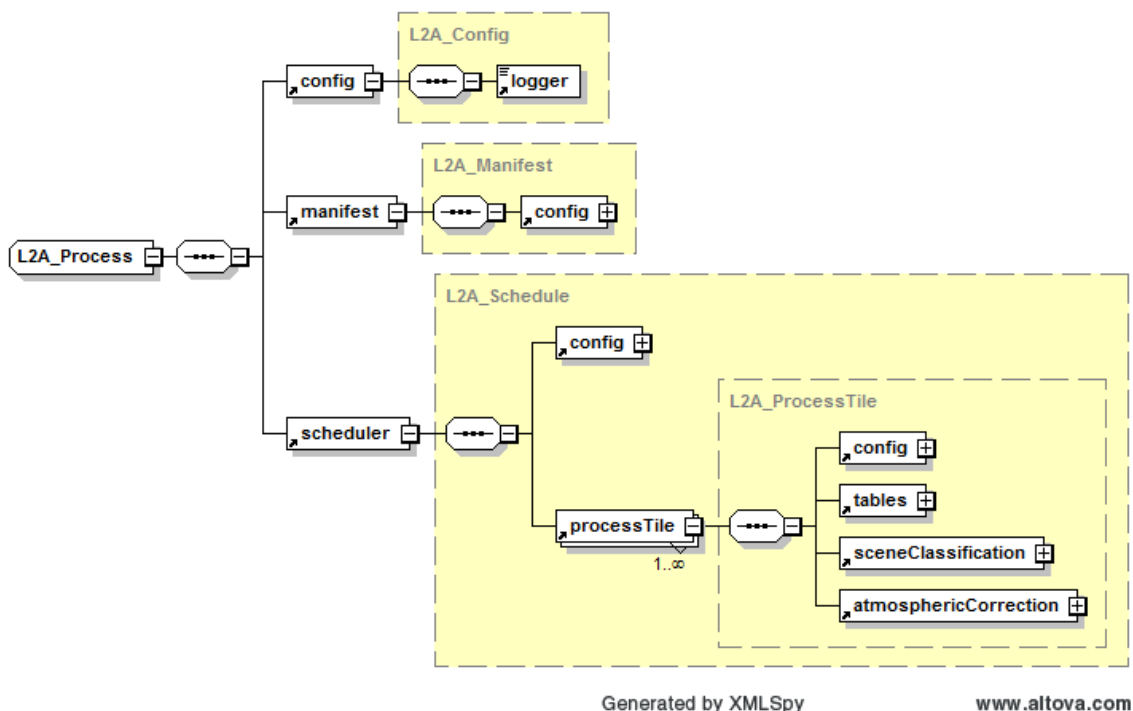 L2A_Config
config
logger
L2A_Manifest
manifest
config
L2A_Process
L2A_Schedule
config
L2A_ProcessTile
scheduler
config
tables
processTile
sceneClassification
1..∞
atmosphericCorrection
Generated by XMLSpy
www.altova.com